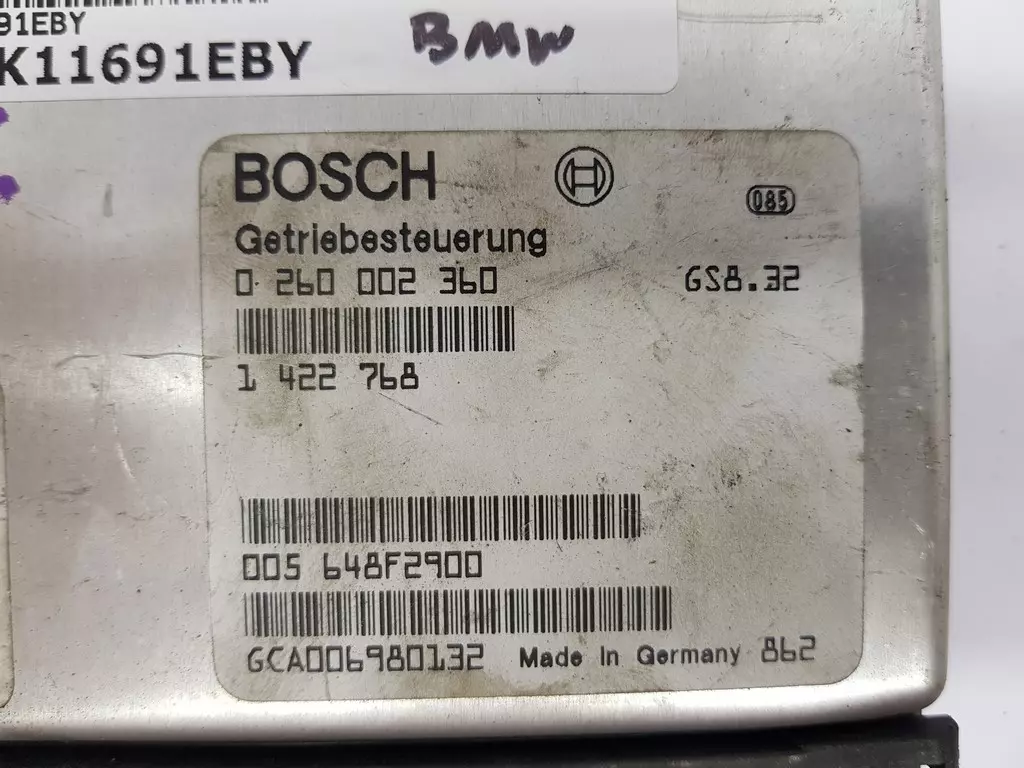 91EBY
K11691EBY
BMW
BOSCH
085
Getriebesteuerung
0 260 002 360
GS8.32
1 422 768
005 648F2900
GCA006980132 Made In Germany 862